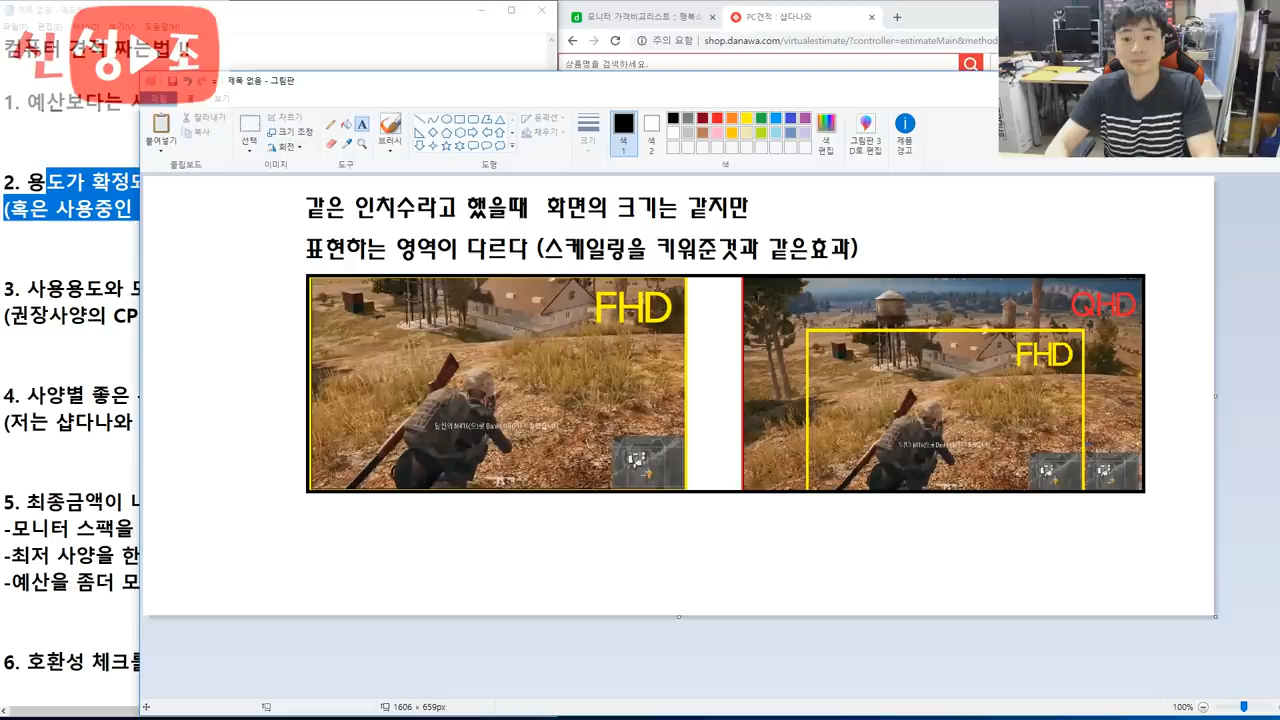 컴퓨터 견적 짜는법 !!
신성조
1. 예산보다는 사
2. 용도가 확정되
(혹은 사용중인
3. 사용용도와 모
(권장사양의 CP
4. 사양별 좋은
(저는 샵다나와
5. 최종금액이 나
-모니터 스팩을
-최저 사양을 한
-예산을 좀더 모
6. 호환성 체크를
모니터 가격비교리스트 :: 행복
PC견적 : 샵다나와
주의 요함
shop.danawa.com/virtualestimate/?controller=estimateMain&method
상품명을 검색하세요.
제목 없음 - 그림판
파일
보기
붙여넣기
잘라내기
복사
클립보드
선택
자르기
크기 조정
회전
이미지
도구
브러시
윤곽선
채우기
도형
크기
색 1
색 2
색 편집
색
그림판 3D로 편집
제품 경고
같은 인치수라고 했을때 화면의 크기는 같지만
표현하는 영역이 다르다 (스케일링을 키워준것과 같은효과)
FHD
QHD
FHD
1606 × 659px
100%